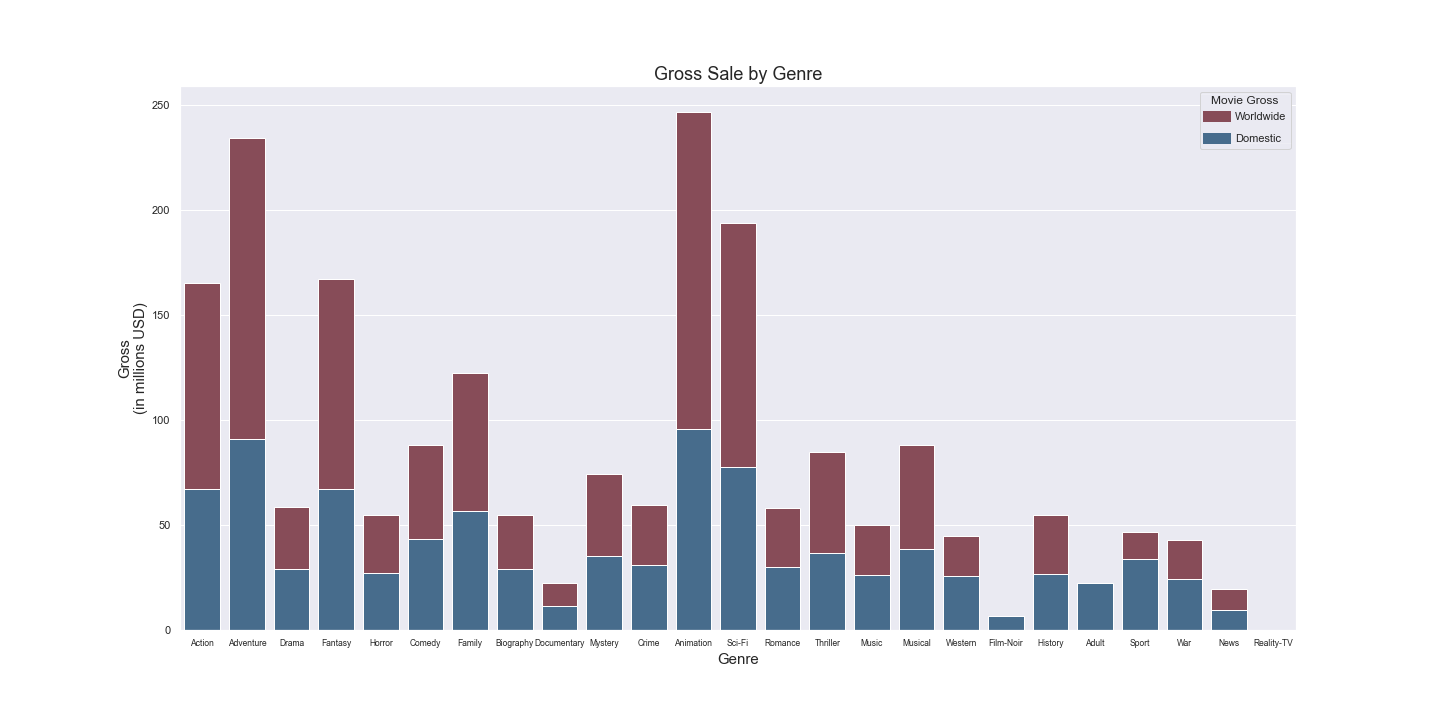 Gross Sale by Genre
Movie Gross
Worldwide
Domestic
Gross
(in millions USD)
250
200
150
100
50
0
Action Adventure Drama Fantasy Horror Comedy Family Biography Documentary Mystery Crime Animation Sci-Fi Romance Thriller Music Musical Western Film-Noir History Adult Sport War News Reality-TV
Genre